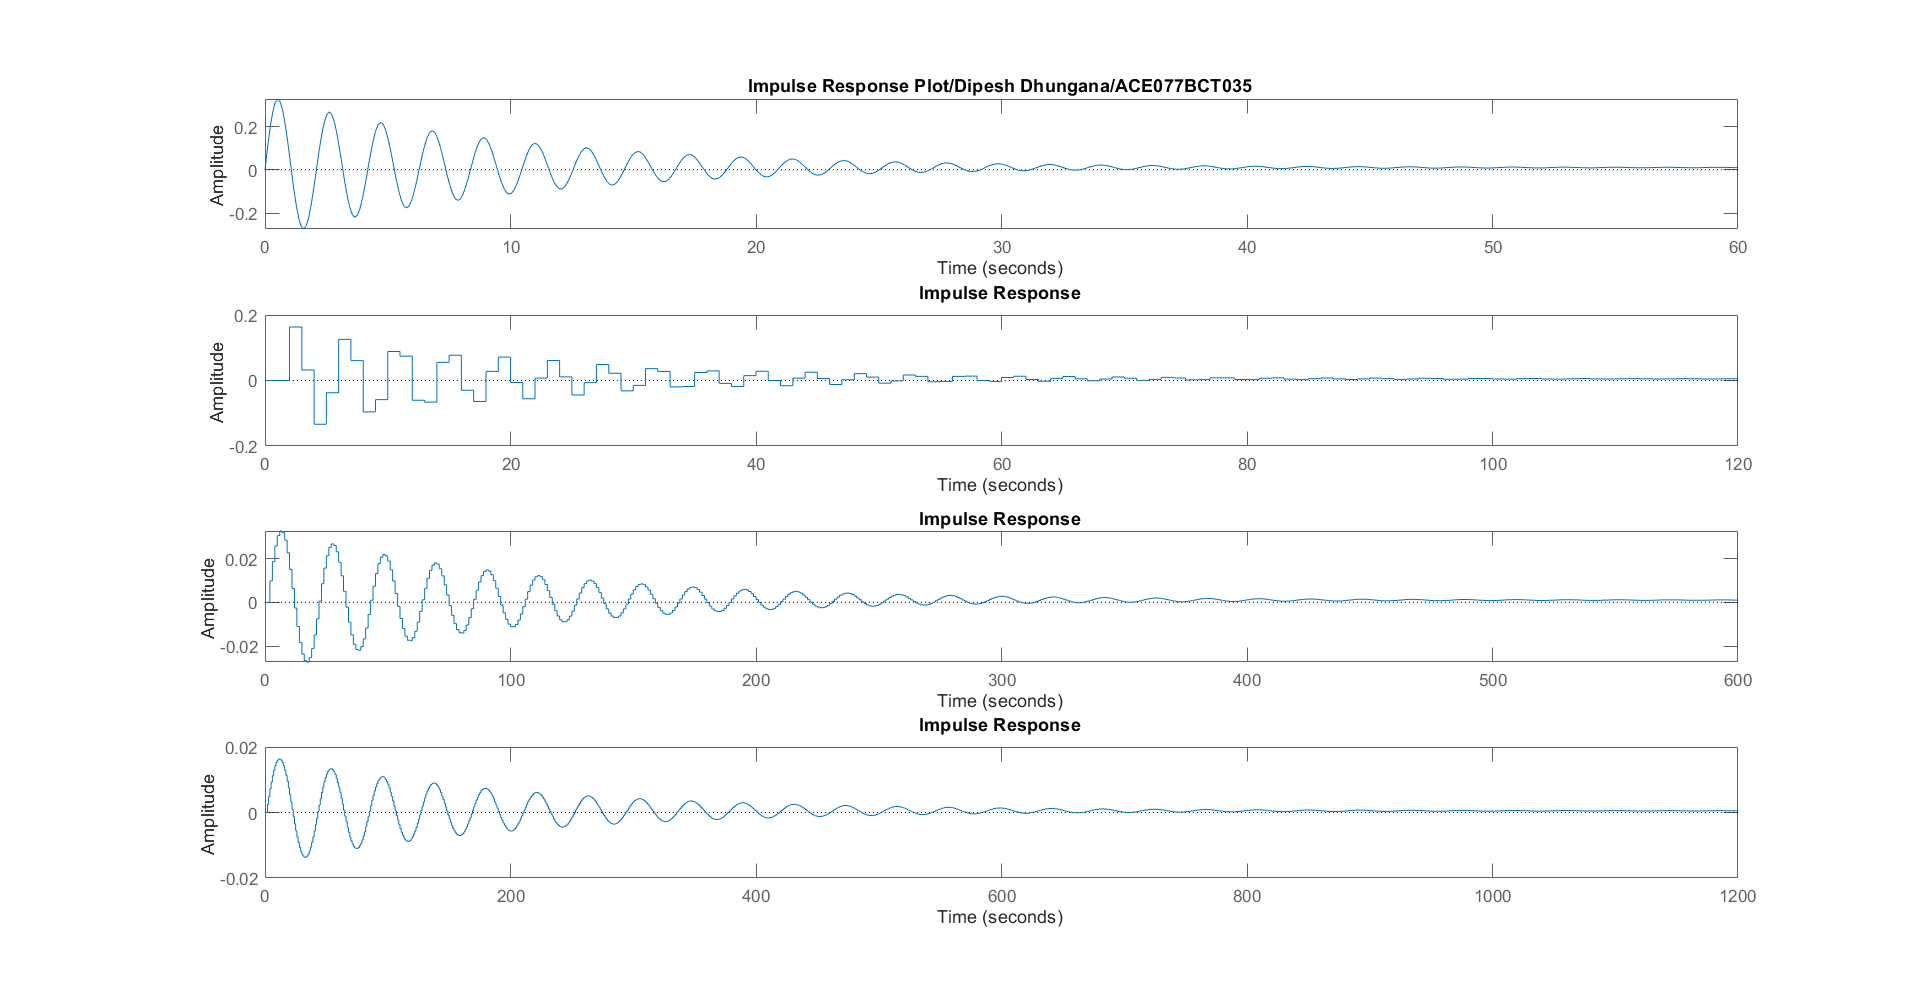 Impulse Response Plot/Dipesh Dhungana/ACE077BCT035
Amplitude
0.2
0
-0.2
0 10 20 30 40 50 60
Time (seconds)
Impulse Response
Amplitude
0.2
0
-0.2
0 20 40 60 80 100 120
Time (seconds)
Impulse Response
Amplitude
0.02
0
-0.02
0 100 200 300 400 500 600
Time (seconds)
Impulse Response
Amplitude
0.02
0
-0.02
0 200 400 600 800 1000 1200
Time (seconds)